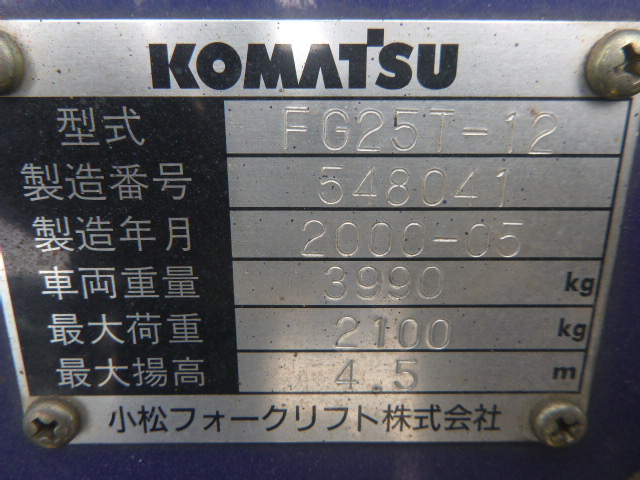 KOMATSU
型式 FG25T-12
製造番号 548041
製造年月 2000-05
車両重量 3990 kg
最大荷重 2100 kg
最大揚高 4.5 m
小松フォークリフト株式会社